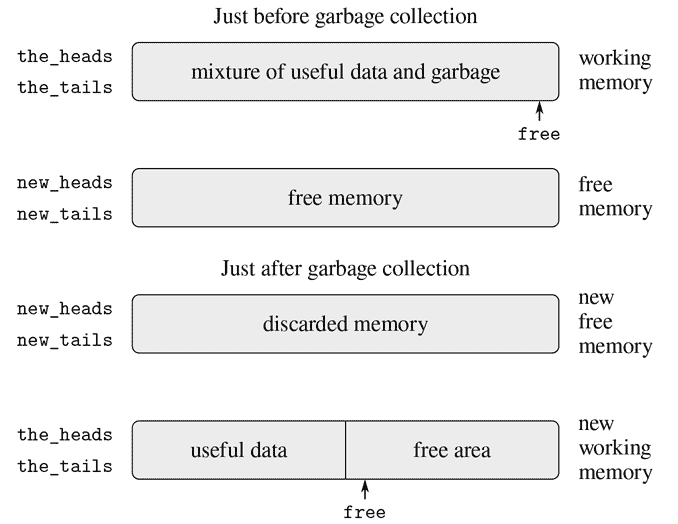 Just before garbage collection
the_heads
the_tails
mixture of useful data and garbage
working
memory
free
new_heads
new_tails
free memory
free
memory
Just after garbage collection
new_heads
new_tails
discarded memory
new
free
memory
the_heads
the_tails
useful data
free area
new
working
memory
free